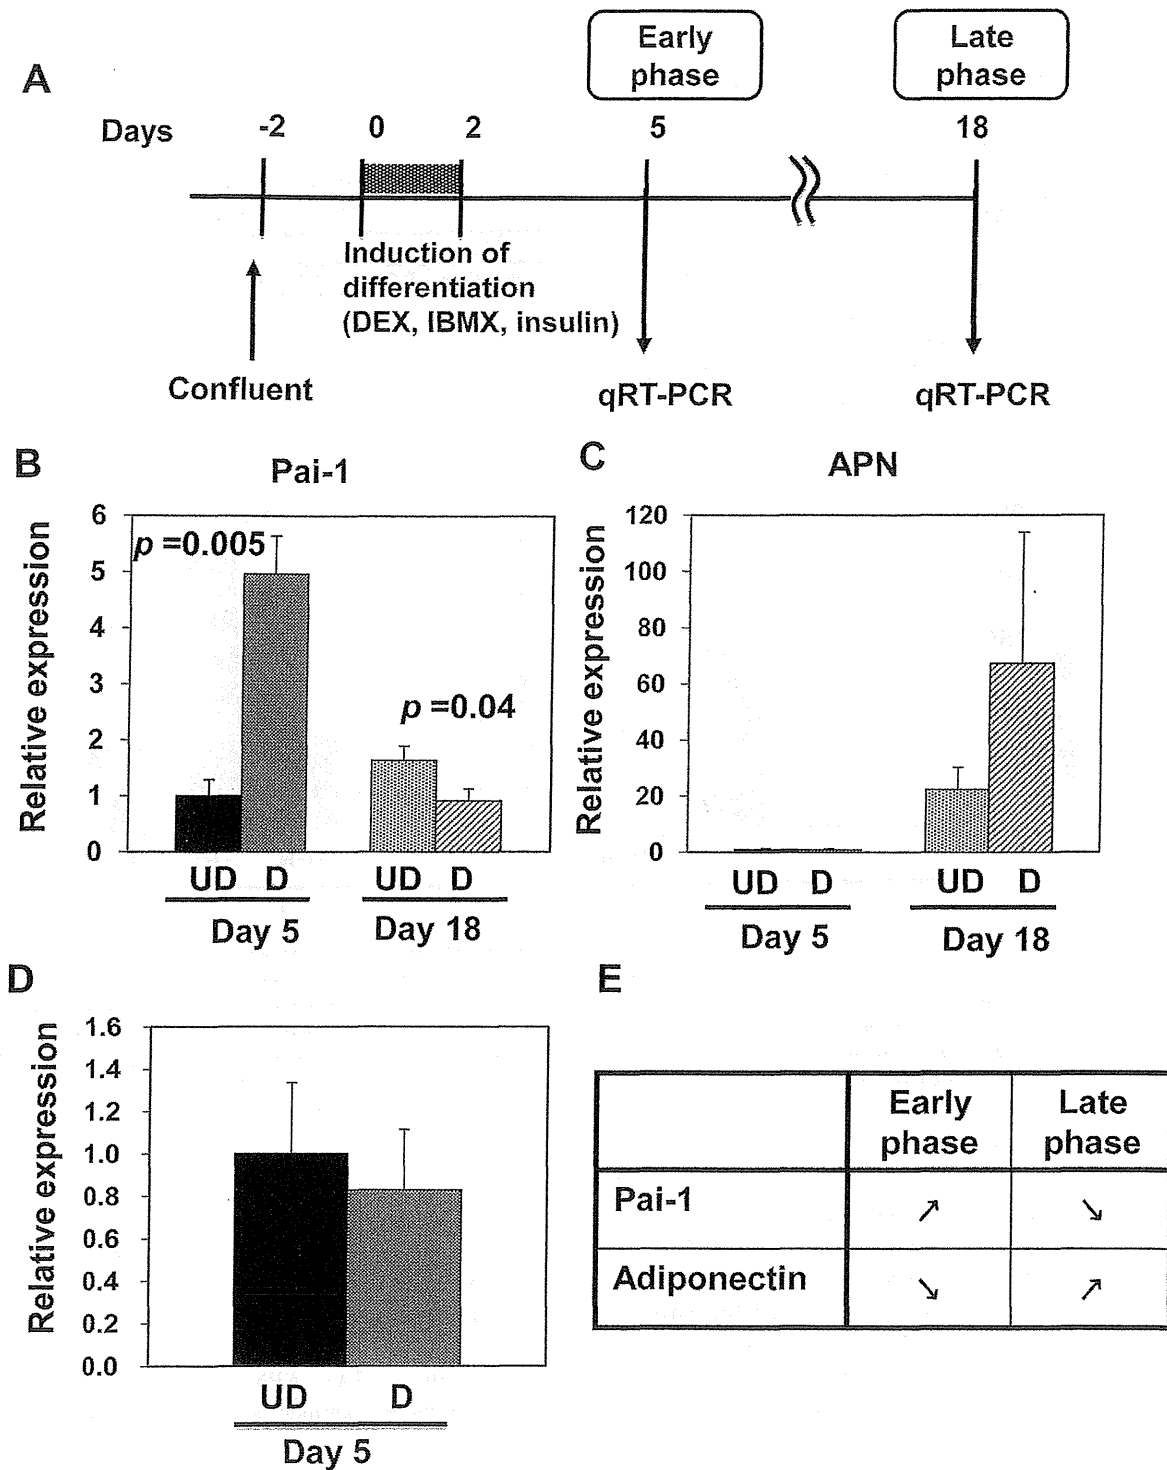 A
Early
phase
Late
phase
Days -2 0 2 5 18
Induction of
differentiation
(DEX, IBMX, insulin)
Confluent
qRT-PCR
qRT-PCR
B
Pai-1
Relative expression
6
5
4
3
2
1
0
p =0.005
p =0.04
UD D
UD D
Day 5
Day 18
C
APN
Relative expression
120
100
80
60
40
20
0
UD D
UD D
Day 5
Day 18
D
Relative expression
1.6
1.4
1.2
1.0
0.8
0.6
0.4
0.2
0.0
UD D
Day 5
E
Early
phase
Late
phase
Pai-1 ↗ ↘
Adiponectin ↘ ↗